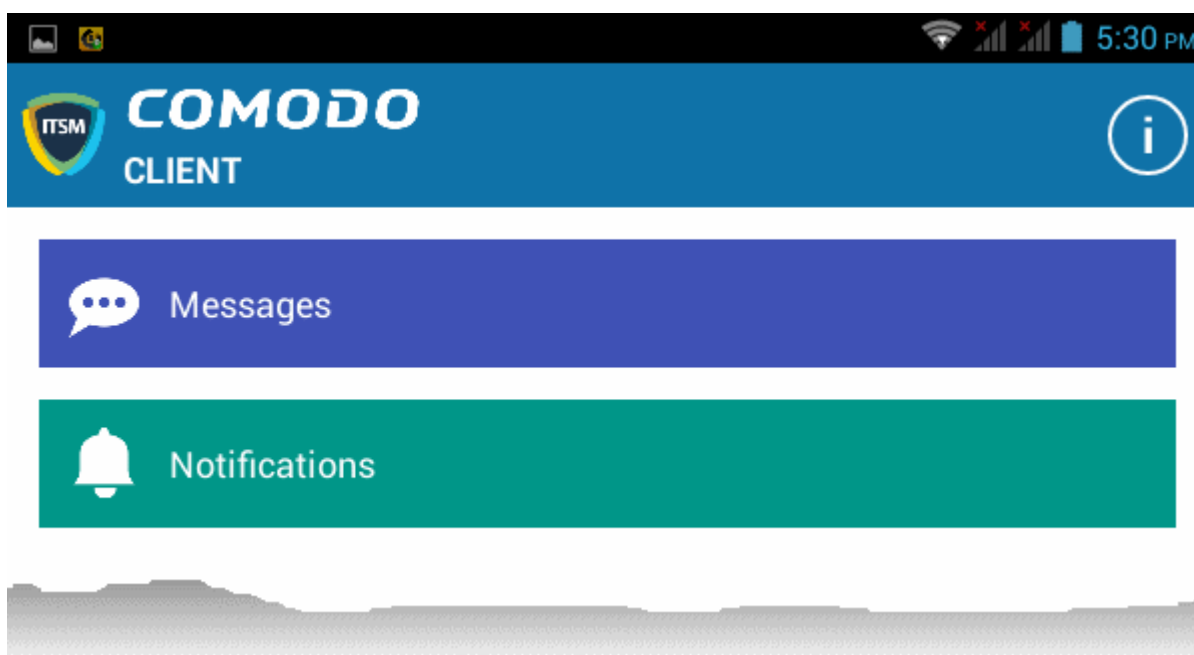 5:30 PM
ITSM
COMODO
CLIENT
i
Messages
Notifications